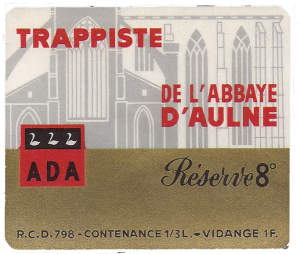 TRAPPISTE
DE L'ABBAYE
D'AULNE
ADA
Réserve 8°
R.C.D.-798 - CONTENANCE 1/3 L. - VIDANGE 1F.